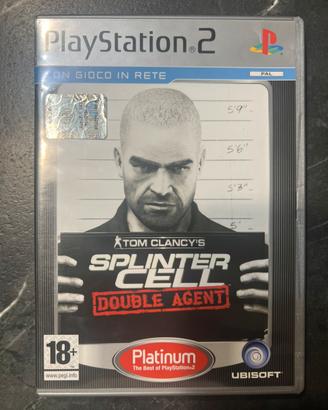 PlayStation®2
ON GIOCO IN RETE
PAL
5'9"
5'6"
5'3"
5'
TOM CLANCY'S
SPLINTER
CELL
DOUBLE AGENT
18+
www.pegi.info
Platinum
The Best of PlayStation®2
UBISOFT